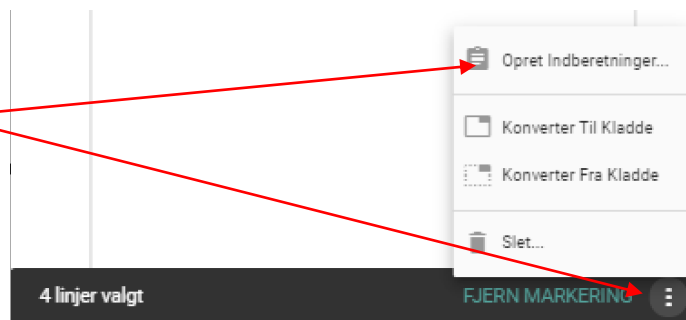 Opret Indberetninger...
Konverter Til Kladde
Konverter Fra Kladde
Slet...
4 linjer valgt
FJERN MARKERING